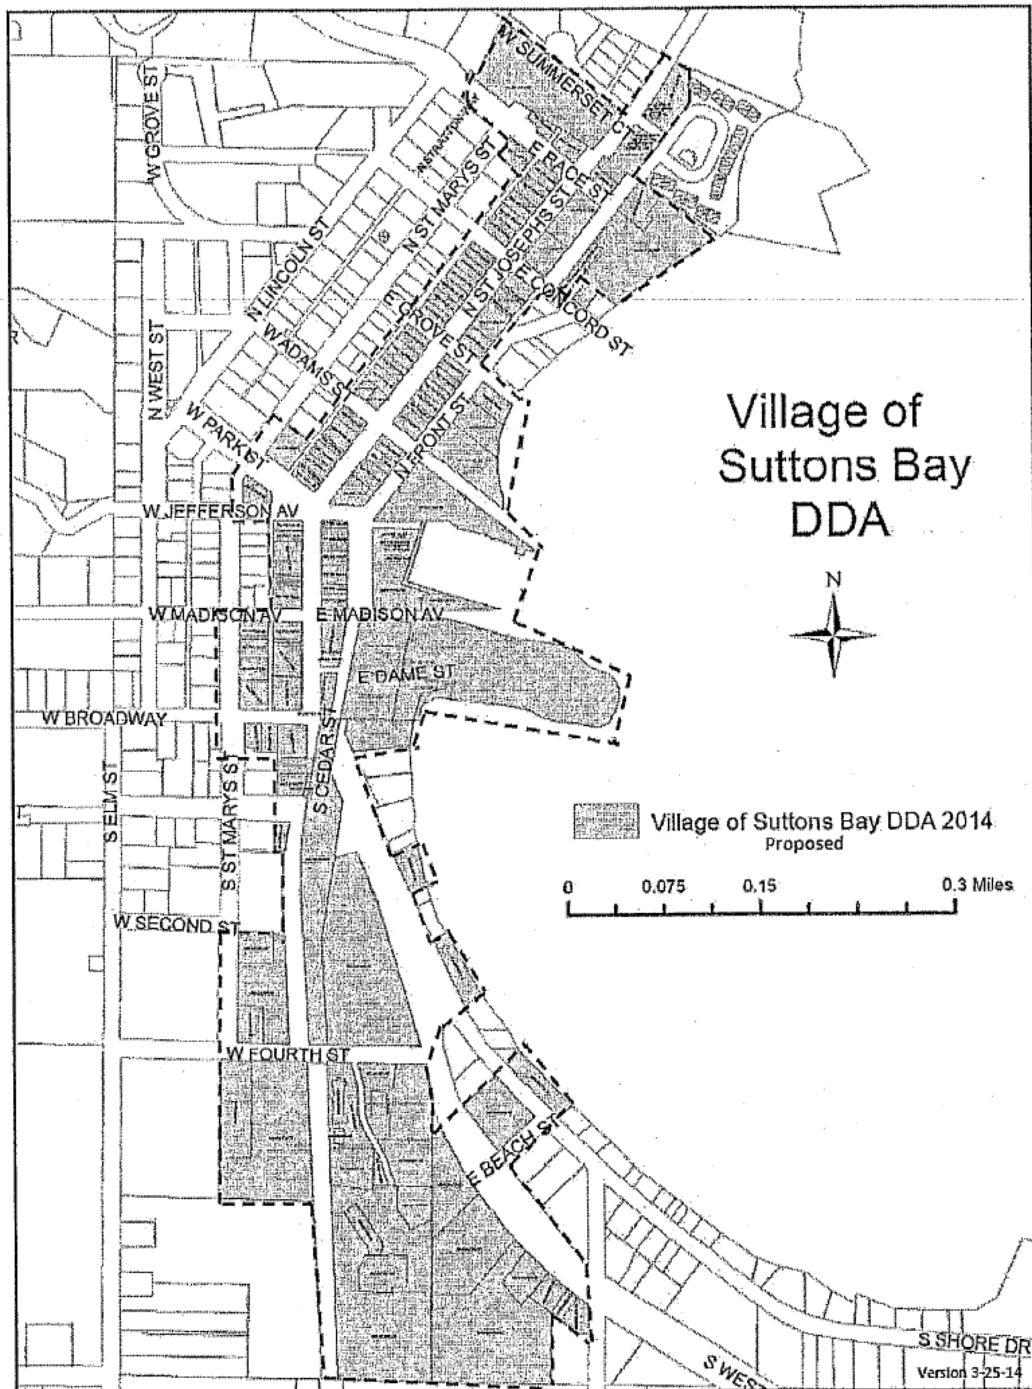 W SUMMERSET CT
W GROVE ST
E RACE ST
N ST MARYS ST
N ST JOSEPHS ST
N LINCOLN ST
E CONCORD ST
GROVE ST
W ADAMS ST
N WEST ST
W PARK ST
N FRONT ST
Village of
Suttons Bay
DDA
W JEFFERSON AV
N
W MADISON AV
E MADISON AV
E DAME ST
W BROADWAY
S CEDAR ST
S ELM ST
S ST MARYS ST
Village of Suttons Bay DDA 2014
Proposed
0 0.075 0.15 0.3 Miles
W SECOND ST
W FOURTH ST
E BEACH ST
S SHORE DR
S WEST
Version 3-25-14